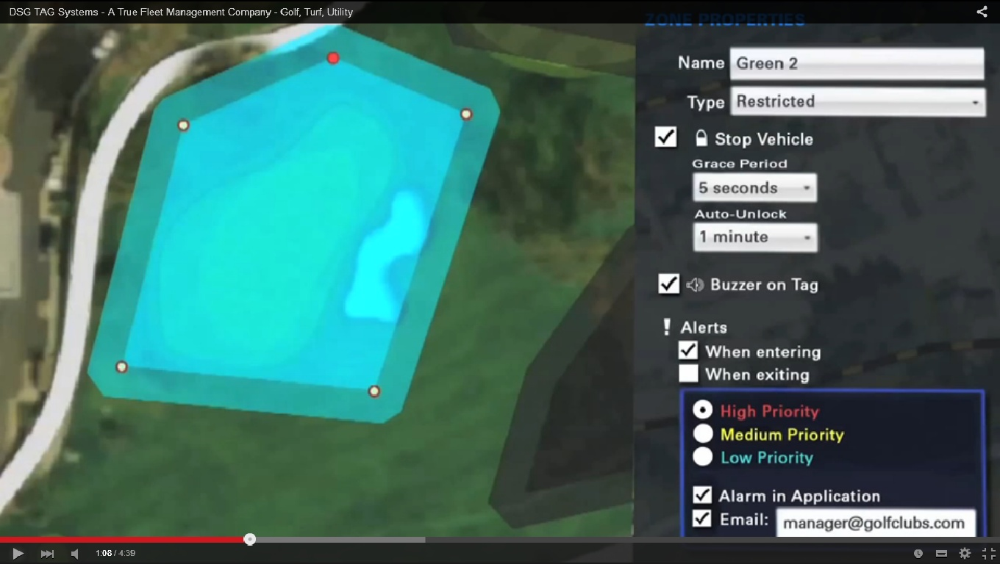 DSG TAG Systems - A True Fleet Management Company - Golf, Turf, Utility
ZONE PROPERTIES
Name Green 2
Type Restricted
Stop Vehicle
Grace Period
5 seconds
Auto-Unlock
1 minute
Buzzer on Tag
! Alerts
When entering
When exiting
High Priority
Medium Priority
Low Priority
Alarm in Application
Email: manager@golfclubs.com
1:08 / 4:39